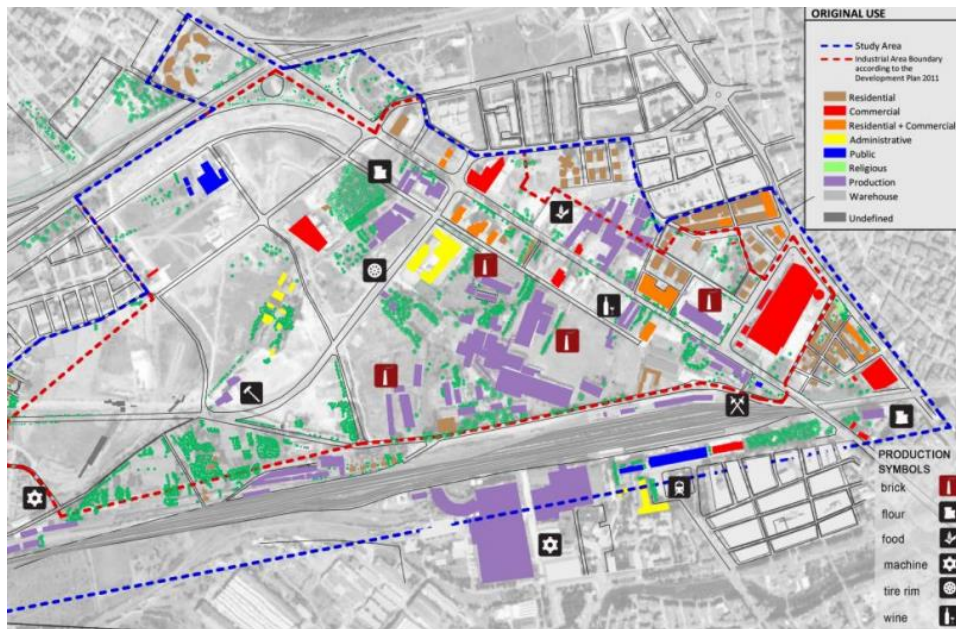 ORIGINAL USE
Study Area
Industrial Area Boundary
according to the
Development Plan 2011
Residential
Commercial
Residential + Commercial
Administrative
Public
Religious
Production
Warehouse
Undefined
PRODUCTION
SYMBOLS
brick
flour
food
machine
tire rim
wine